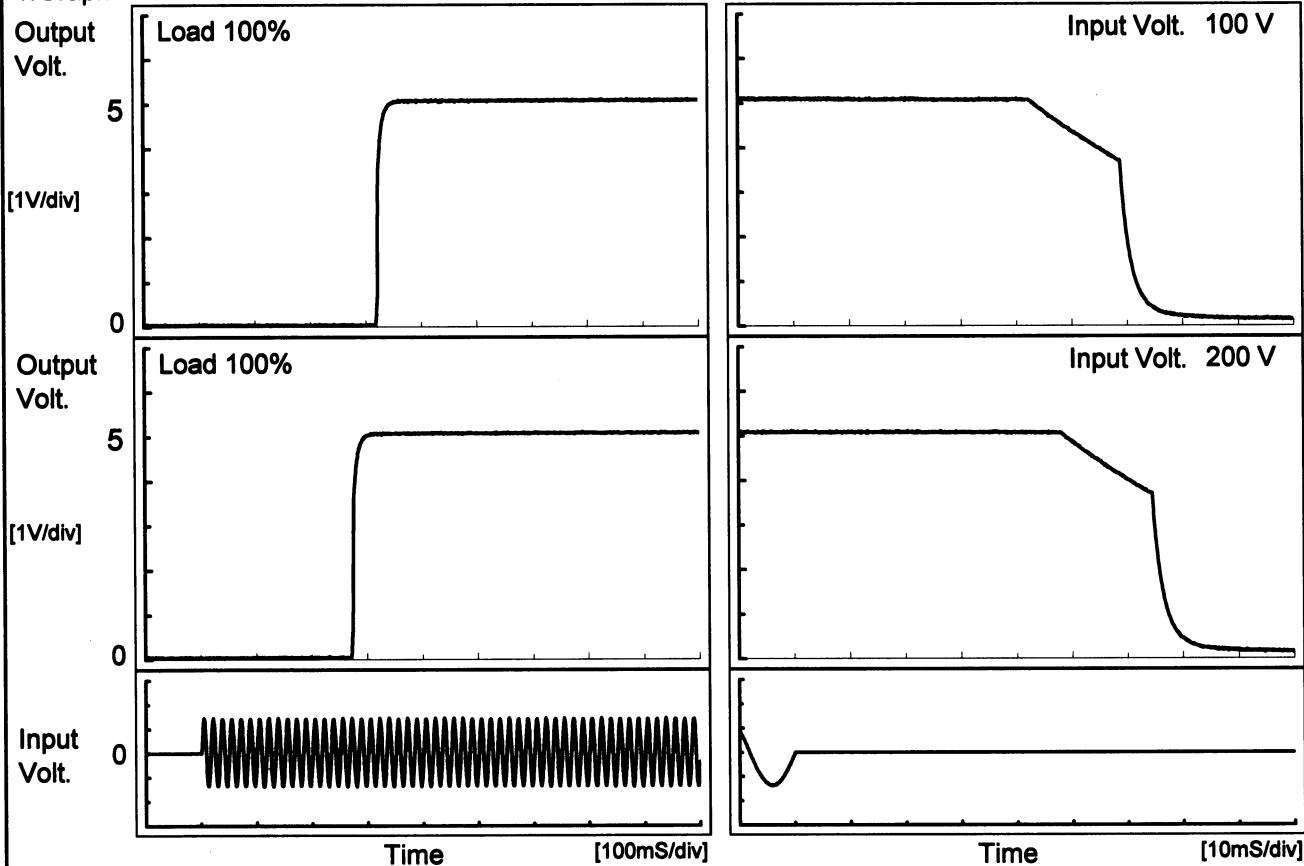 Output
Volt.
Load 100%
5
[1V/div]
0
Input Volt. 100 V
Output
Volt.
Load 100%
5
[1V/div]
0
Input Volt. 200 V
Input
Volt.
0
Time
[100mS/div]
Time
[10mS/div]